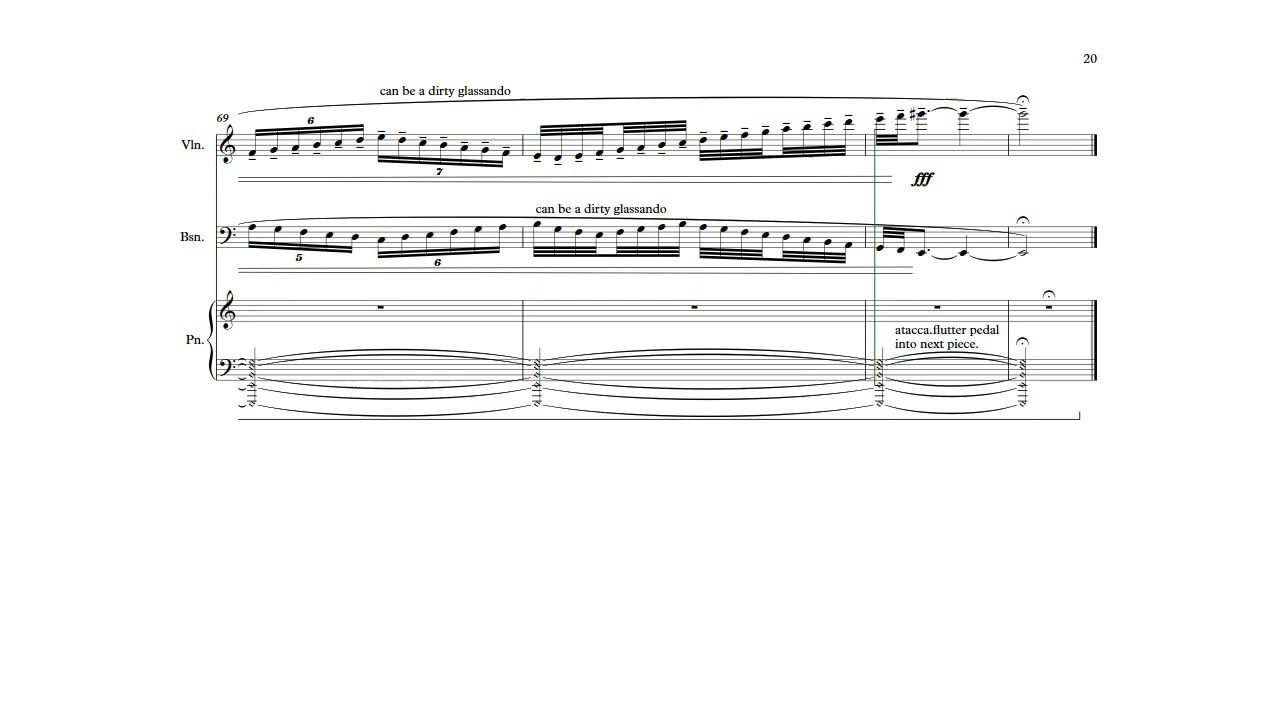 20
can be a dirty glassando
69
6
Vln.
7
fff
can be a dirty glassando
Bsn.
5
6
atacca.flutter pedal
Pn.
into next piece.